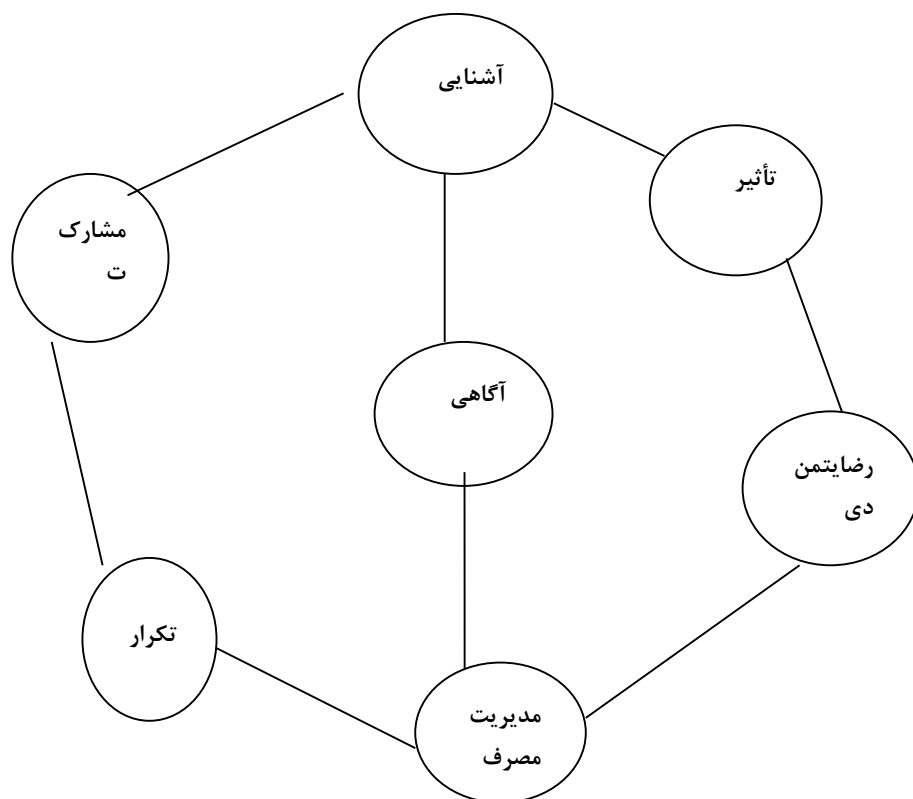 آشنایی
تأثیر
مشارک
ت
آگاهی
رضایتمن
دی
تکرار
مدیریت
مصرف